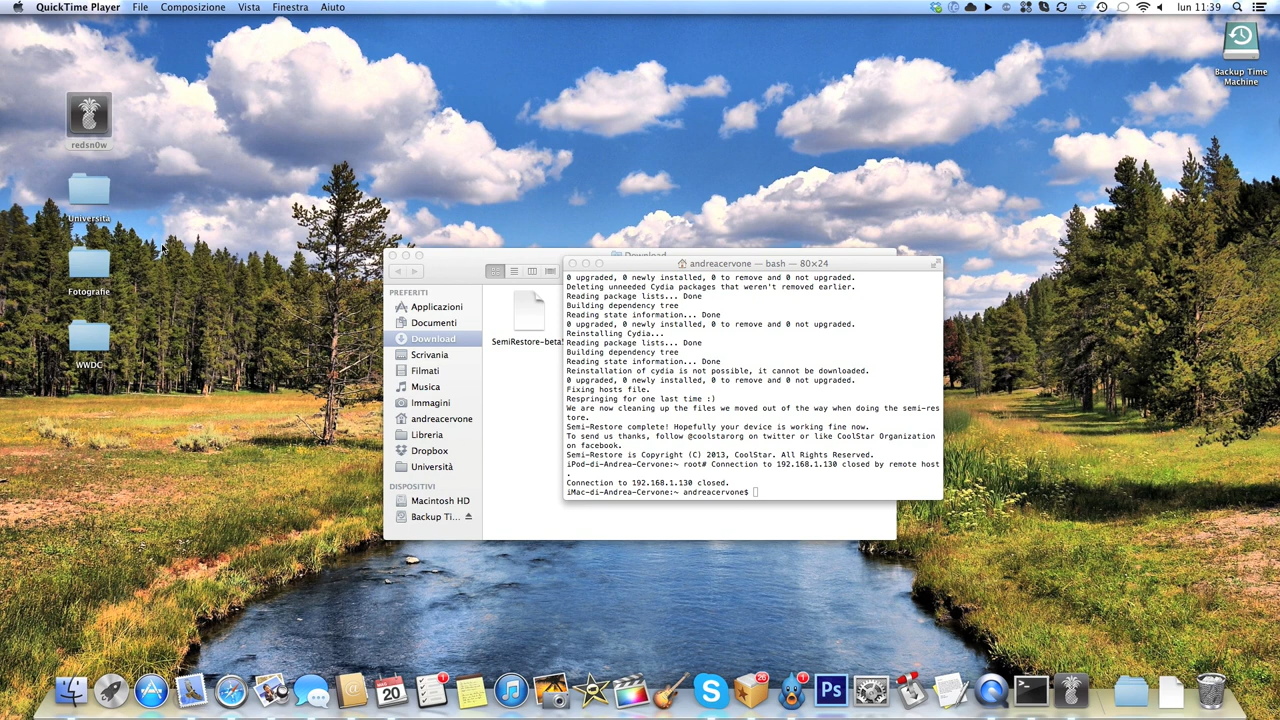 QuickTime Player File Composizione Vista Finestra Aiuto
lun 11:39
Backup Time
Machine
redsn0w
Università
Fotografie
WWDC
Download
PREFERITI
Applicazioni
Documenti
Download
Scrivania
Filmati
Musica
Immagini
andreacervone
Libreria
Dropbox
Università
DISPOSITIVI
Macintosh HD
Backup Ti...
SemiRestore-beta
andreacervone — bash — 80×24
0 upgraded, 0 newly installed, 0 to remove and 0 not upgraded.
Deleting unneeded Cydia packages that weren't removed earlier.
Reading package lists... Done
Building dependency tree
Reading state information... Done
0 upgraded, 0 newly installed, 0 to remove and 0 not upgraded.
Reinstalling Cydia...
Reading package lists... Done
Building dependency tree
Reading state information... Done
Reinstallation of cydia is not possible, it cannot be downloaded.
0 upgraded, 0 newly installed, 0 to remove and 0 not upgraded.
Fixing hosts file.
Respringing for one last time :)
We are now cleaning up the files we moved out of the way when doing the semi-res
tore.
Semi-Restore complete! Hopefully your device is working fine now.
To send us thanks, follow @coolstarorg on twitter or like CoolStar Organization
on facebook.
Semi-Restore is Copyright (C) 2013, CoolStar. All Rights Reserved.
iPod-di-Andrea-Cervone:~ root# Connection to 192.168.1.130 closed by remote host
.
Connection to 192.168.1.130 closed.
iMac-di-Andrea-Cervone:~ andreacervone$
20
1
26
1
Ps